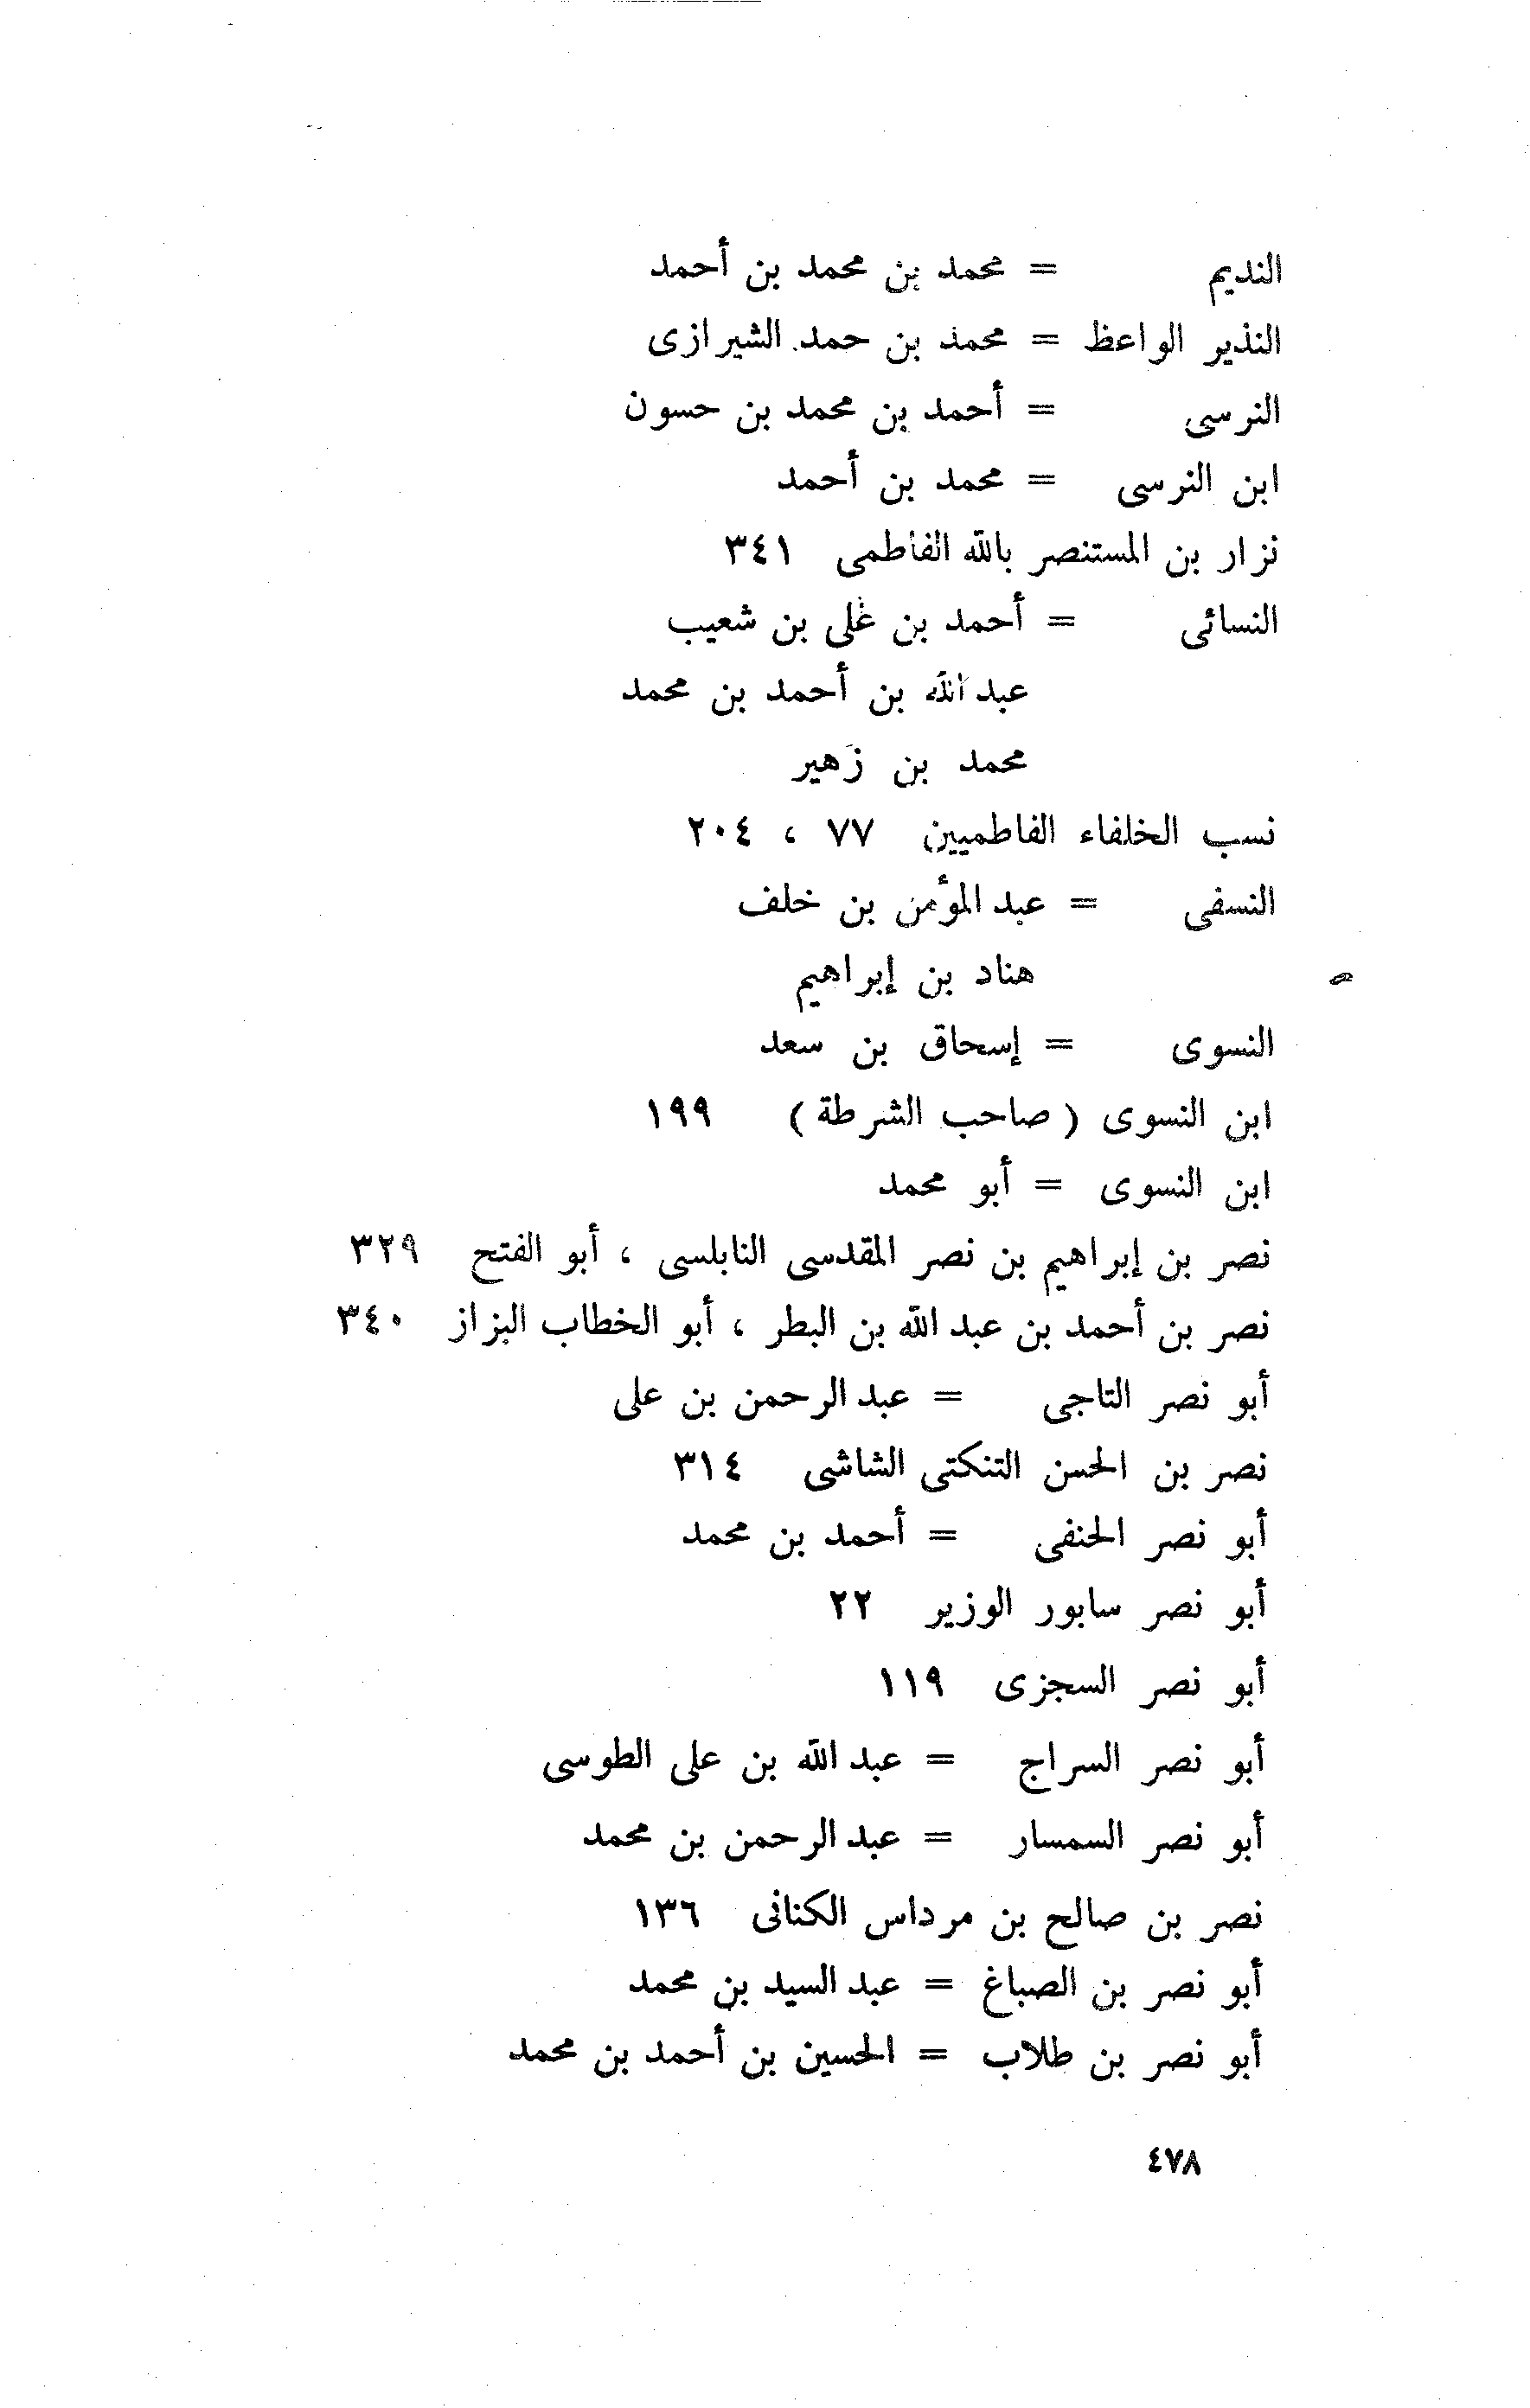 النديم = محمد بن محمد بن أحمد
النذير الواعظ = محمد بن حمد الشيرازى
النرسى = أحمد بن محمد بن حسون
ابن النرسى = محمد بن أحمد
نزار بن المستنصر بالله الفاطمى ٣٤١
النسائى = أحمد بن على بن شعيب
عبد الله بن أحمد بن محمد
محمد بن زهير
نسب الخلفاء الفاطميين ٧٧ ، ٢٠٤
النسفى = عبد المؤمن بن خلف
هناد بن إبراهيم
النسوى = إسحاق بن سعد
ابن النسوى ( صاحب الشرطة ) ١٩٩
ابن النسوى = أبو محمد
نصر بن إبراهيم بن نصر المقدسى النابلسى ، أبو الفتح ٣٢٩
نصر بن أحمد بن عبد الله بن البطر ، أبو الخطاب البزاز ٣٤٠
أبو نصر التاجى = عبد الرحمن بن على
نصر بن الحسن التنكتى الشاشى ٣١٤
أبو نصر الحنفى = أحمد بن محمد
أبو نصر سابور الوزير ٢٢
أبو نصر السجزى ١١٩
أبو نصر السراج = عبد الله بن على الطوسى
أبو نصر السمسار = عبد الرحمن بن محمد
نصر بن صالح بن مرداس الكنانى ١٣٦
أبو نصر بن الصباغ = عبد السيد بن محمد
أبو نصر بن طلاب = الحسين بن أحمد بن محمد
٤٧٨